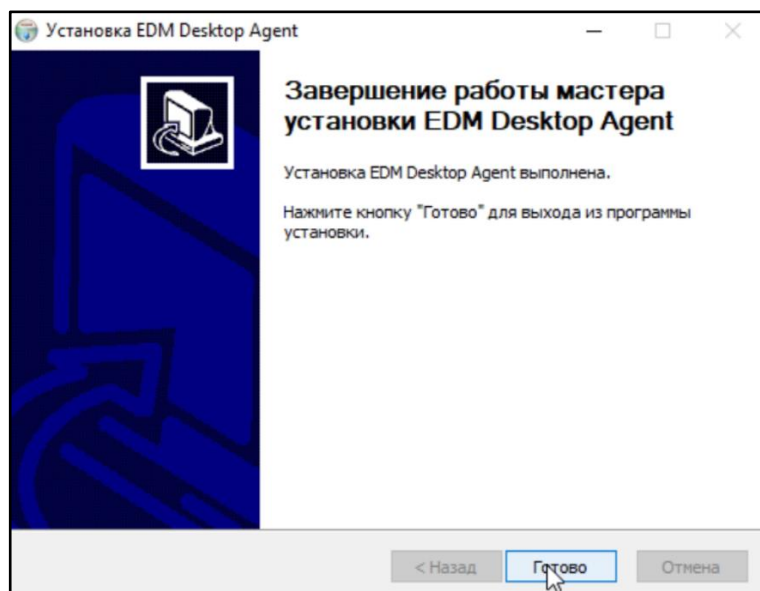 Установка EDM Desktop Agent
Завершение работы мастера
установки EDM Desktop Agent
Установка EDM Desktop Agent выполнена.
Нажмите кнопку "Готово" для выхода из программы
установки.
< Назад
Готово
Отмена